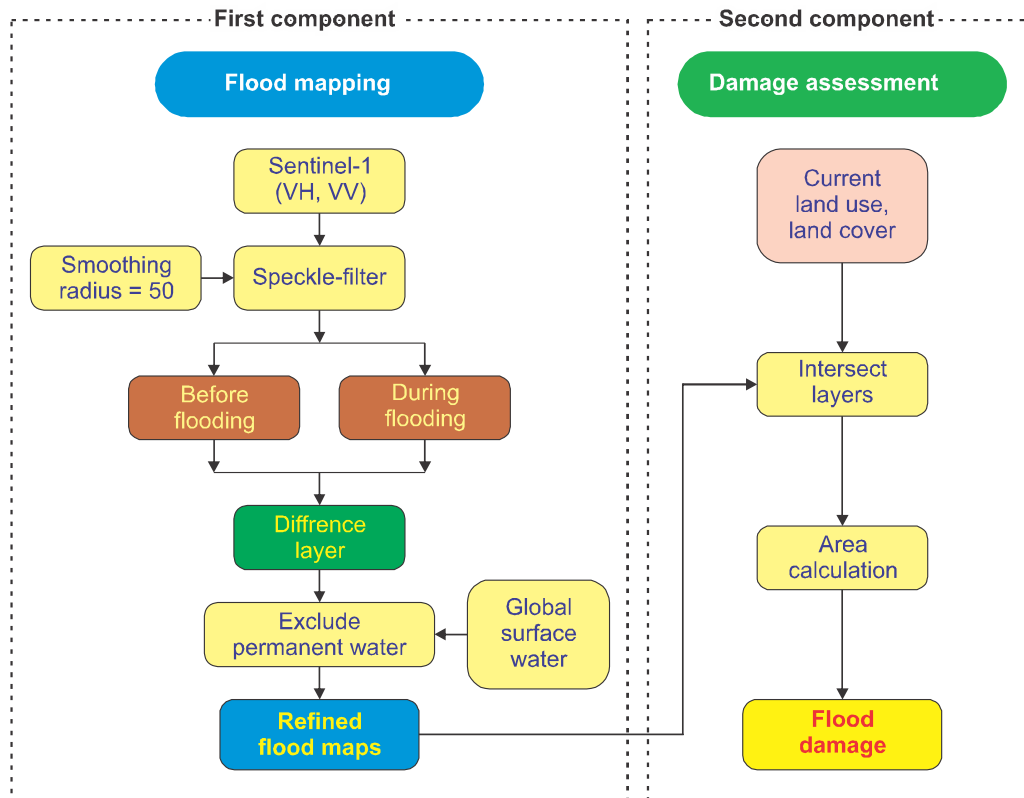 First component
Flood mapping
Sentinel-1
(VH, VV)
Smoothing
radius = 50
Speckle-filter
Before
flooding
During
flooding
Diffrence
layer
Exclude
permanent water
Global
surface
water
Refined
flood maps
Second component
Damage assessment
Current
land use,
land cover
Intersect
layers
Area
calculation
Flood
damage